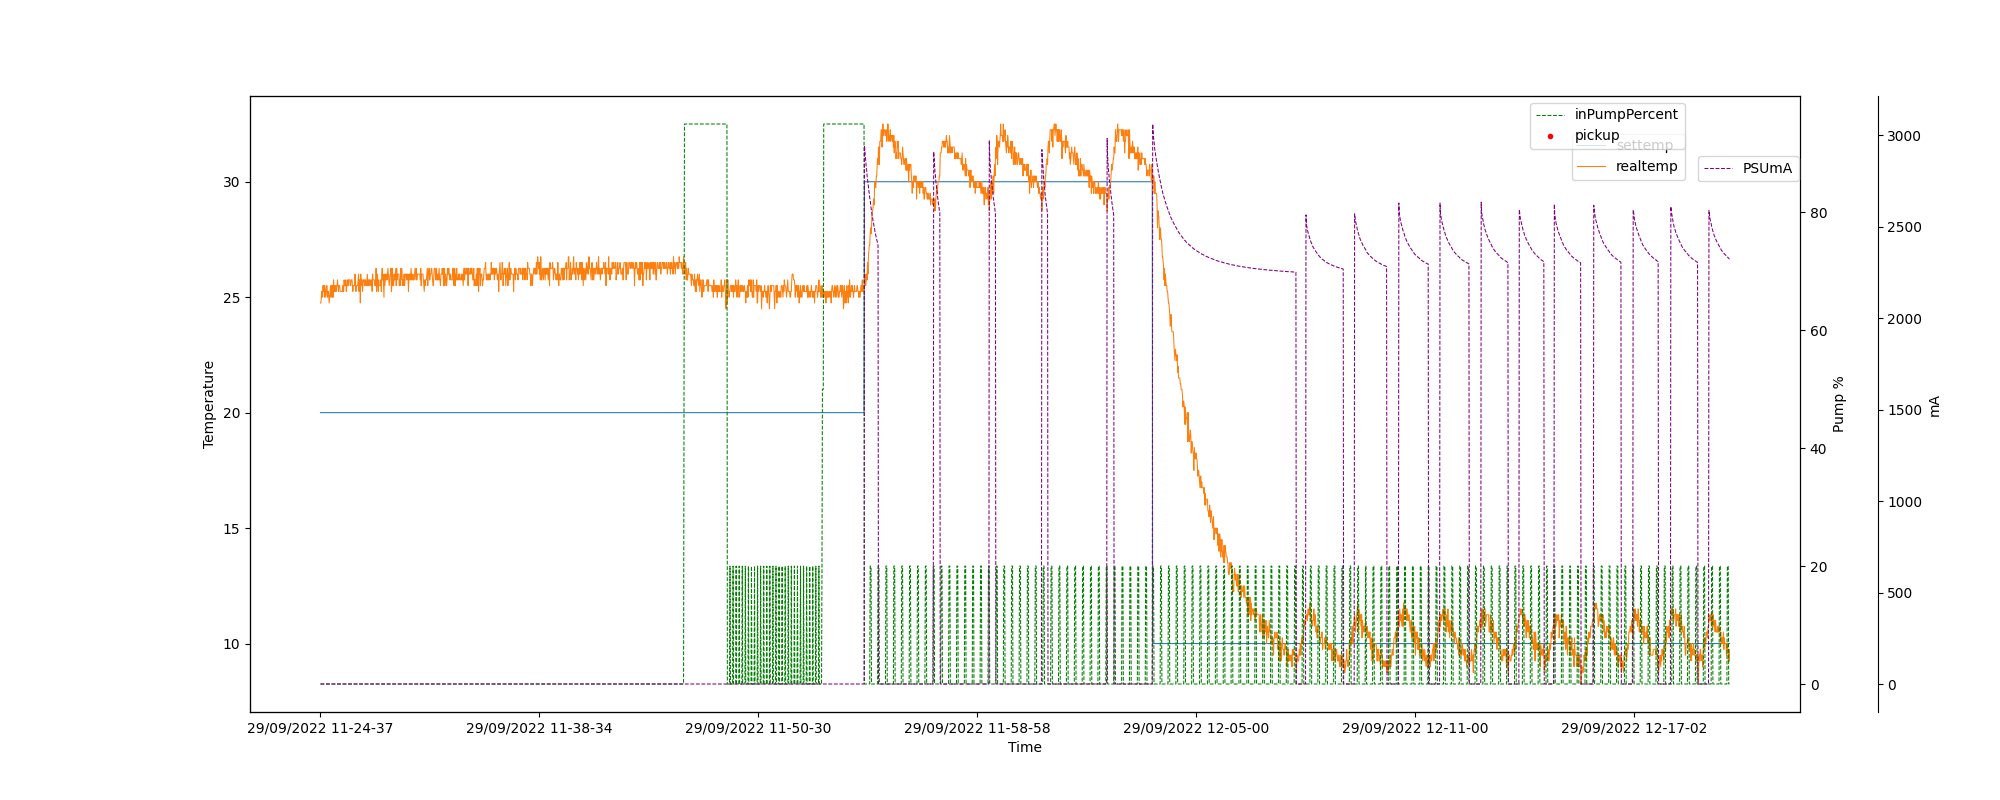 inPumpPercent
pickup
settemp
realtemp
PSUmA
30
25
20
15
10
Temperature
80
60
40
20
0
Pump %
3000
2500
2000
1500
1000
500
0
mA
29/09/2022 11-24-37
29/09/2022 11-38-34
29/09/2022 11-50-30
29/09/2022 11-58-58
29/09/2022 12-05-00
29/09/2022 12-11-00
29/09/2022 12-17-02
Time